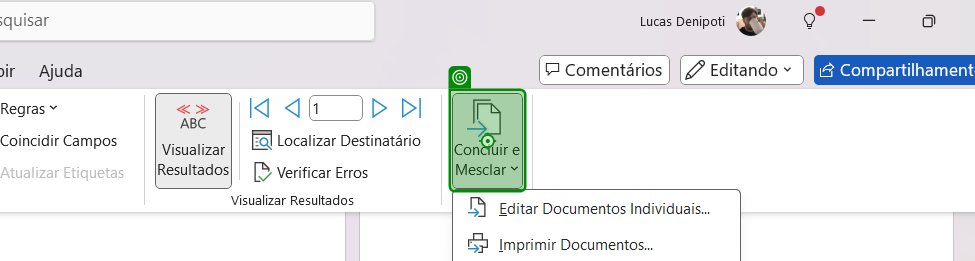 squisar
Lucas Denipoti
bir
Ajuda
Comentários
Editando
Compartilhamento
Regras
Coincidir Campos
Atualizar Etiquetas
ABC
Visualizar
Resultados
1
Localizar Destinatário
Verificar Erros
Visualizar Resultados
Concluir e
Mesclar
Editar Documentos Individuais...
Imprimir Documentos...